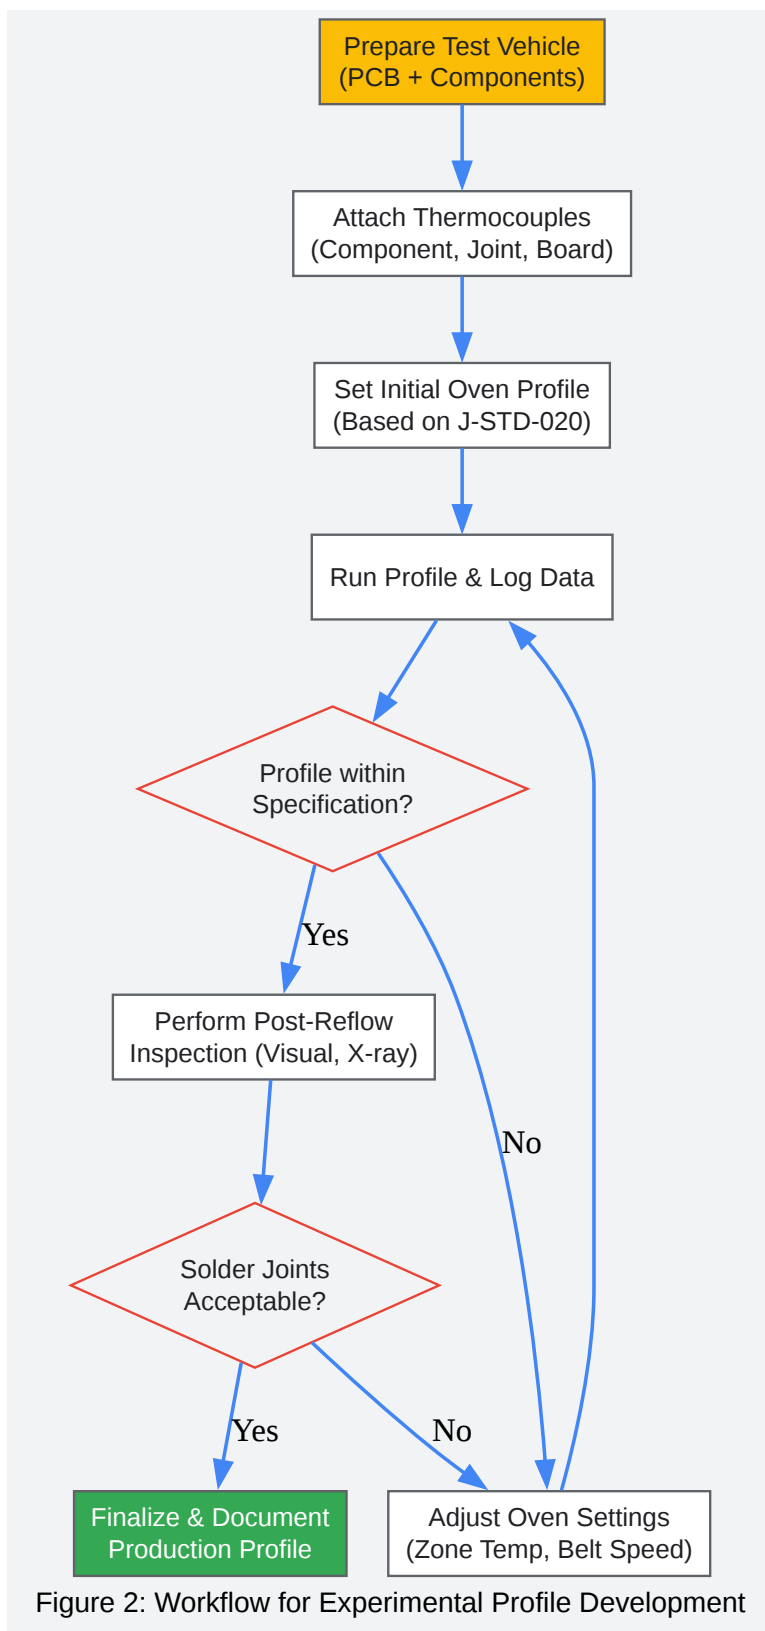 Prepare Test Vehicle
(PCB + Components)
Attach Thermocouples
(Component, Joint, Board)
Set Initial Oven Profile
(Based on J-STD-020)
Run Profile & Log Data
Profile within
Specification?
Yes
Perform Post-Reflow
Inspection (Visual, X-ray)
No
Solder Joints
Acceptable?
Yes
No
Finalize & Document
Production Profile
Adjust Oven Settings
(Zone Temp, Belt Speed)
Figure 2: Workflow for Experimental Profile Development